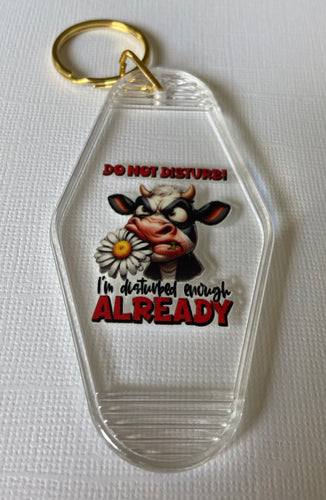 DO NOT DISTURB!
I'm disturbed enough
ALREADY